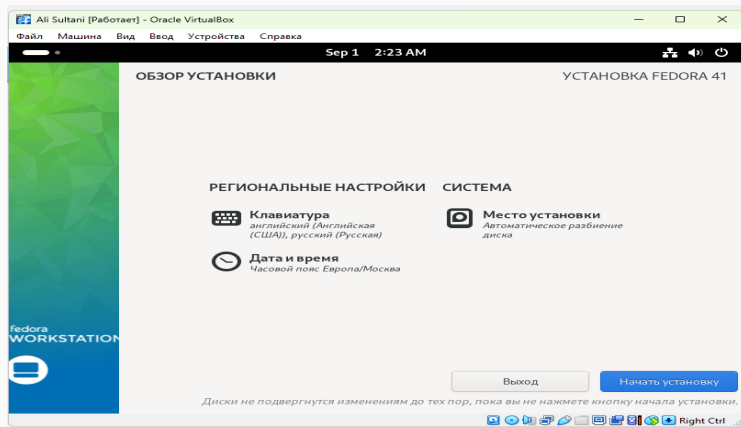 Ali Sultani [Работает] - Oracle VirtualBox
Файл Машина Вид Ввод Устройства Справка
Sep 1 2:23 AM
ОБЗОР УСТАНОВКИ
УСТАНОВКА FEDORA 41
РЕГИОНАЛЬНЫЕ НАСТРОЙКИ
Клавиатура
английский (Английская
(США)), русский (Русская)
Дата и время
Часовой пояс Европа/Москва
СИСТЕМА
Место установки
Автоматическое разбиение
диска
fedora
WORKSTATION
Выход
Начать установку
Диски не подвергнутся изменениям до тех пор, пока вы не нажмете кнопку начала установки.
Right Ctrl